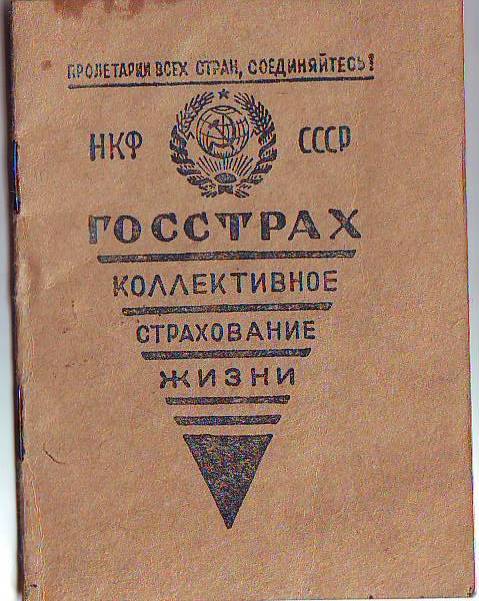 ПРОЛЕТАРИИ ВСЕХ СТРАН, СОЕДИНЯЙТЕСЬ!
НКФ СССР
ГОССТРАХ
КОЛЛЕКТИВНОЕ
СТРАХОВАНИЕ
ЖИЗНИ